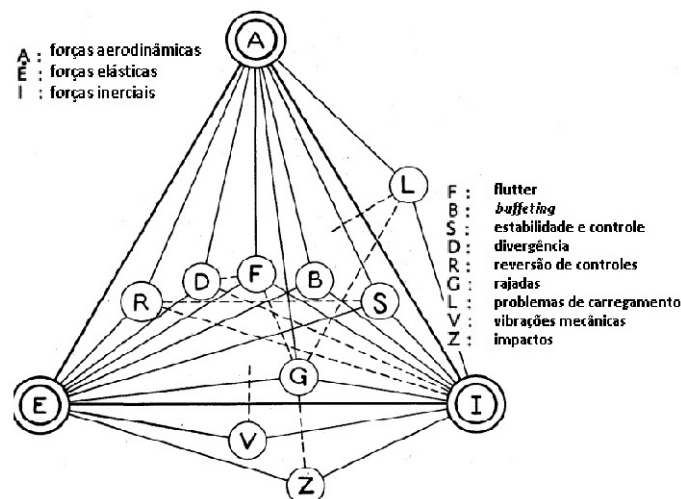 A
A : forças aerodinâmicas
E : forças elásticas
I : forças inerciais
L
F : flutter
B : buffeting
S : estabilidade e controle
D : divergência
R : reversão de controles
G : rajadas
L : problemas de carregamento
V : vibrações mecânicas
Z : impactos
R
D
F
B
S
G
E
I
V
Z